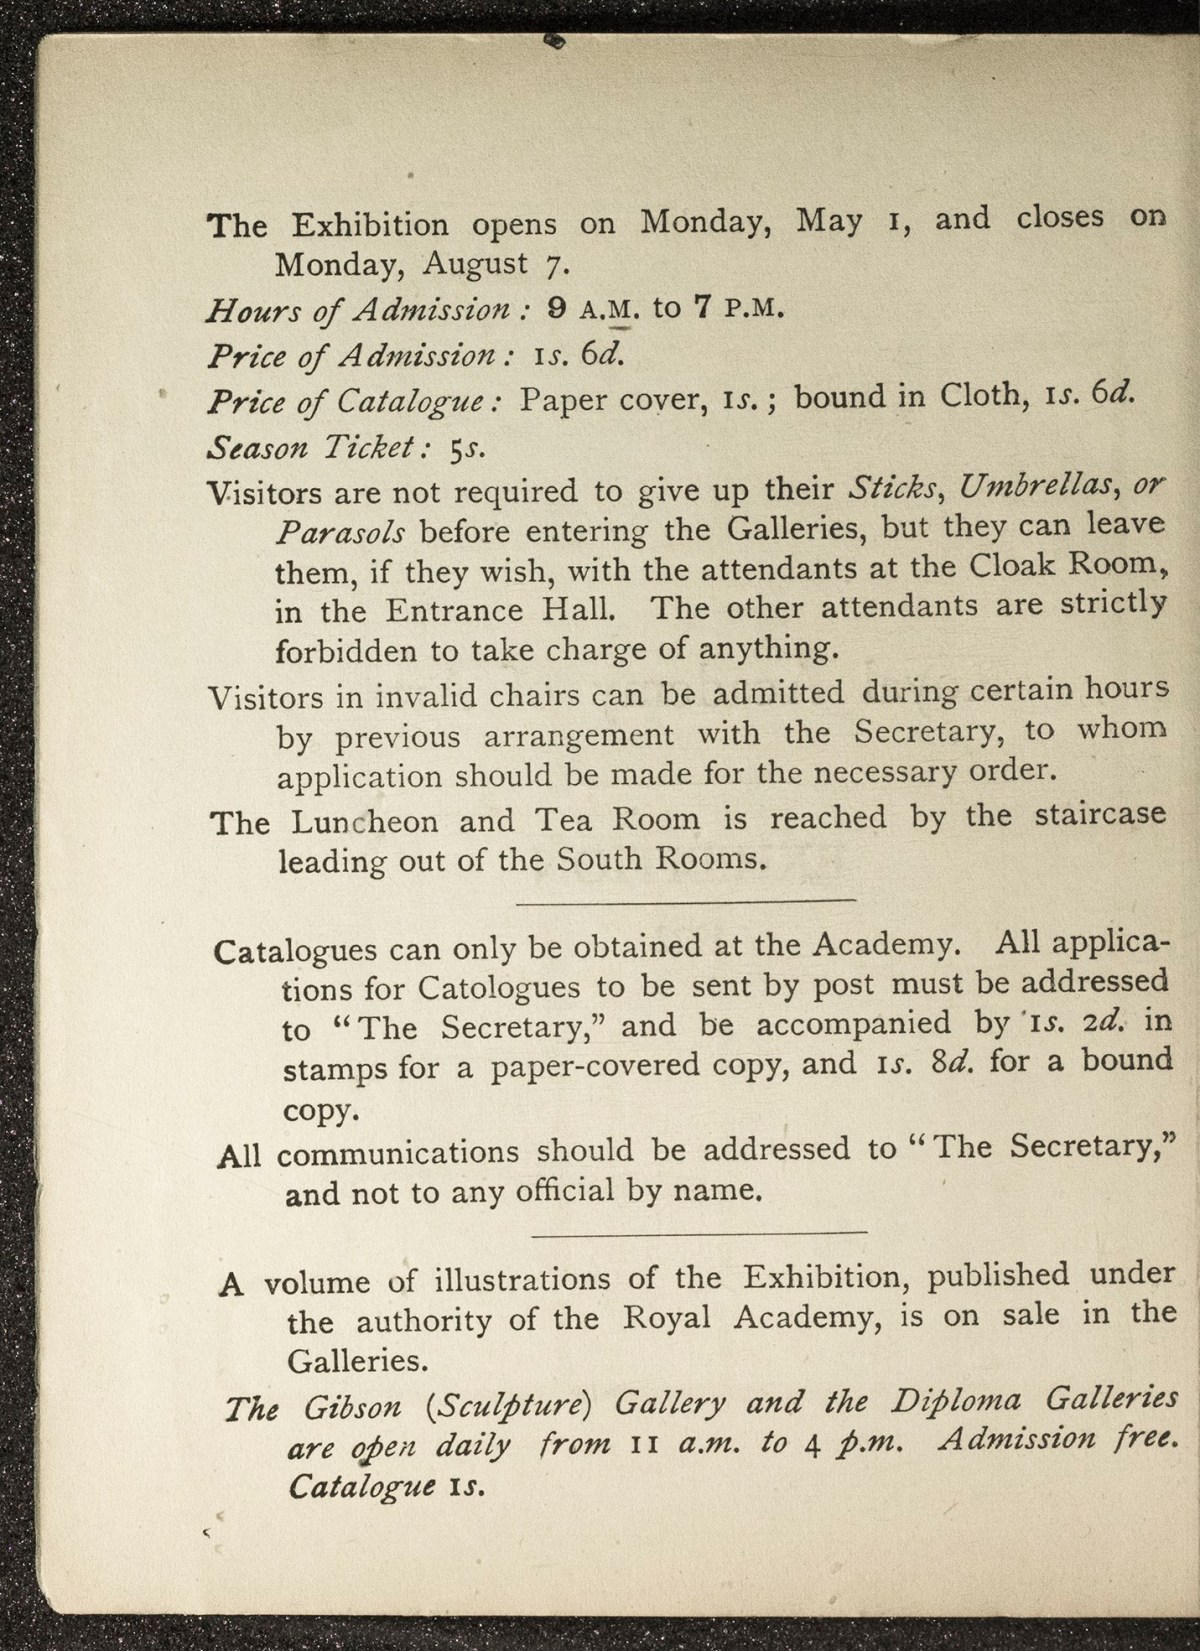 The Exhibition opens on Monday, May 1, and closes on
Monday, August 7.
Hours of Admission : 9 A.M. to 7 P.M.
Price of Admission : 1s. 6d.
Price of Catalogue : Paper cover, 1s. ; bound in Cloth, 1s. 6d.
Season Ticket : 5s.
Visitors are not required to give up their Sticks, Umbrellas, or
Parasols before entering the Galleries, but they can leave
them, if they wish, with the attendants at the Cloak Room,
in the Entrance Hall. The other attendants are strictly
forbidden to take charge of anything.
Visitors in invalid chairs can be admitted during certain hours
by previous arrangement with the Secretary, to whom
application should be made for the necessary order.
The Luncheon and Tea Room is reached by the staircase
leading out of the South Rooms.
Catalogues can only be obtained at the Academy. All applica-
tions for Catologues to be sent by post must be addressed
to “The Secretary,” and be accompanied by 1s. 2d. in
stamps for a paper-covered copy, and 1s. 8d. for a bound
copy.
All communications should be addressed to “The Secretary,”
and not to any official by name.
A volume of illustrations of the Exhibition, published under
the authority of the Royal Academy, is on sale in the
Galleries.
The Gibson (Sculpture) Gallery and the Diploma Galleries
are open daily from 11 a.m. to 4 p.m. Admission free.
Catalogue 1s.